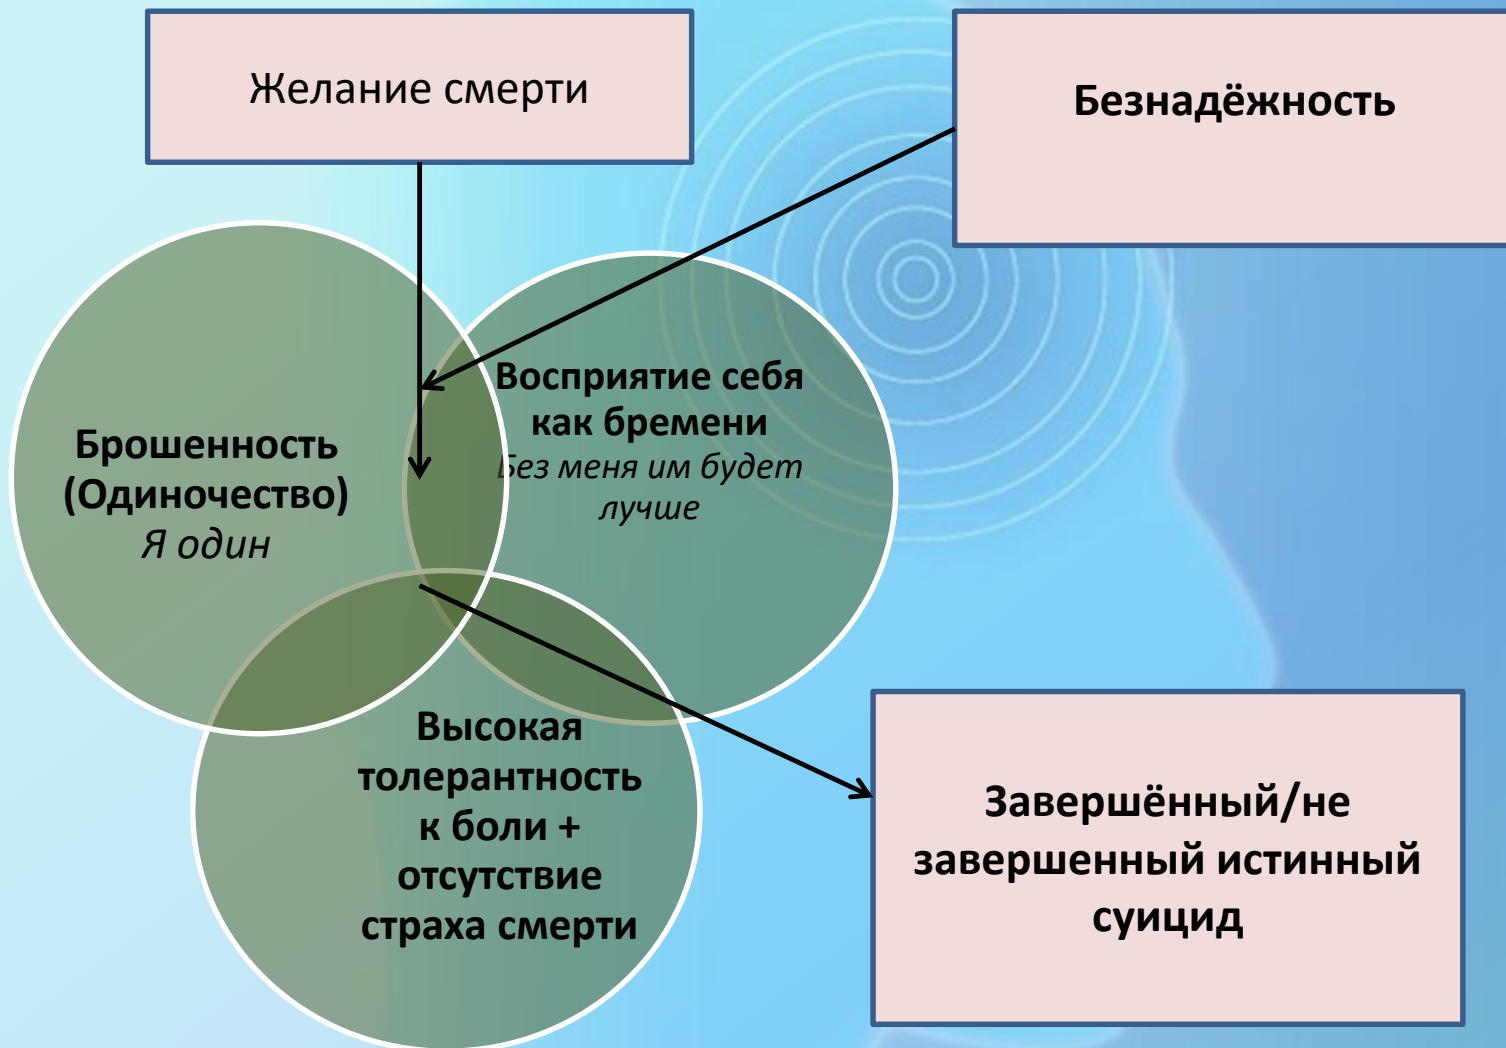 Желание смерти
Безнадёжность
Брошенность
(Одиночество)
Я один
Восприятие себя
как бремени
Без меня им будет
лучше
Высокая
толерантность
к боли +
отсутствие
страха смерти
Завершённый/не
завершенный истинный
суицид